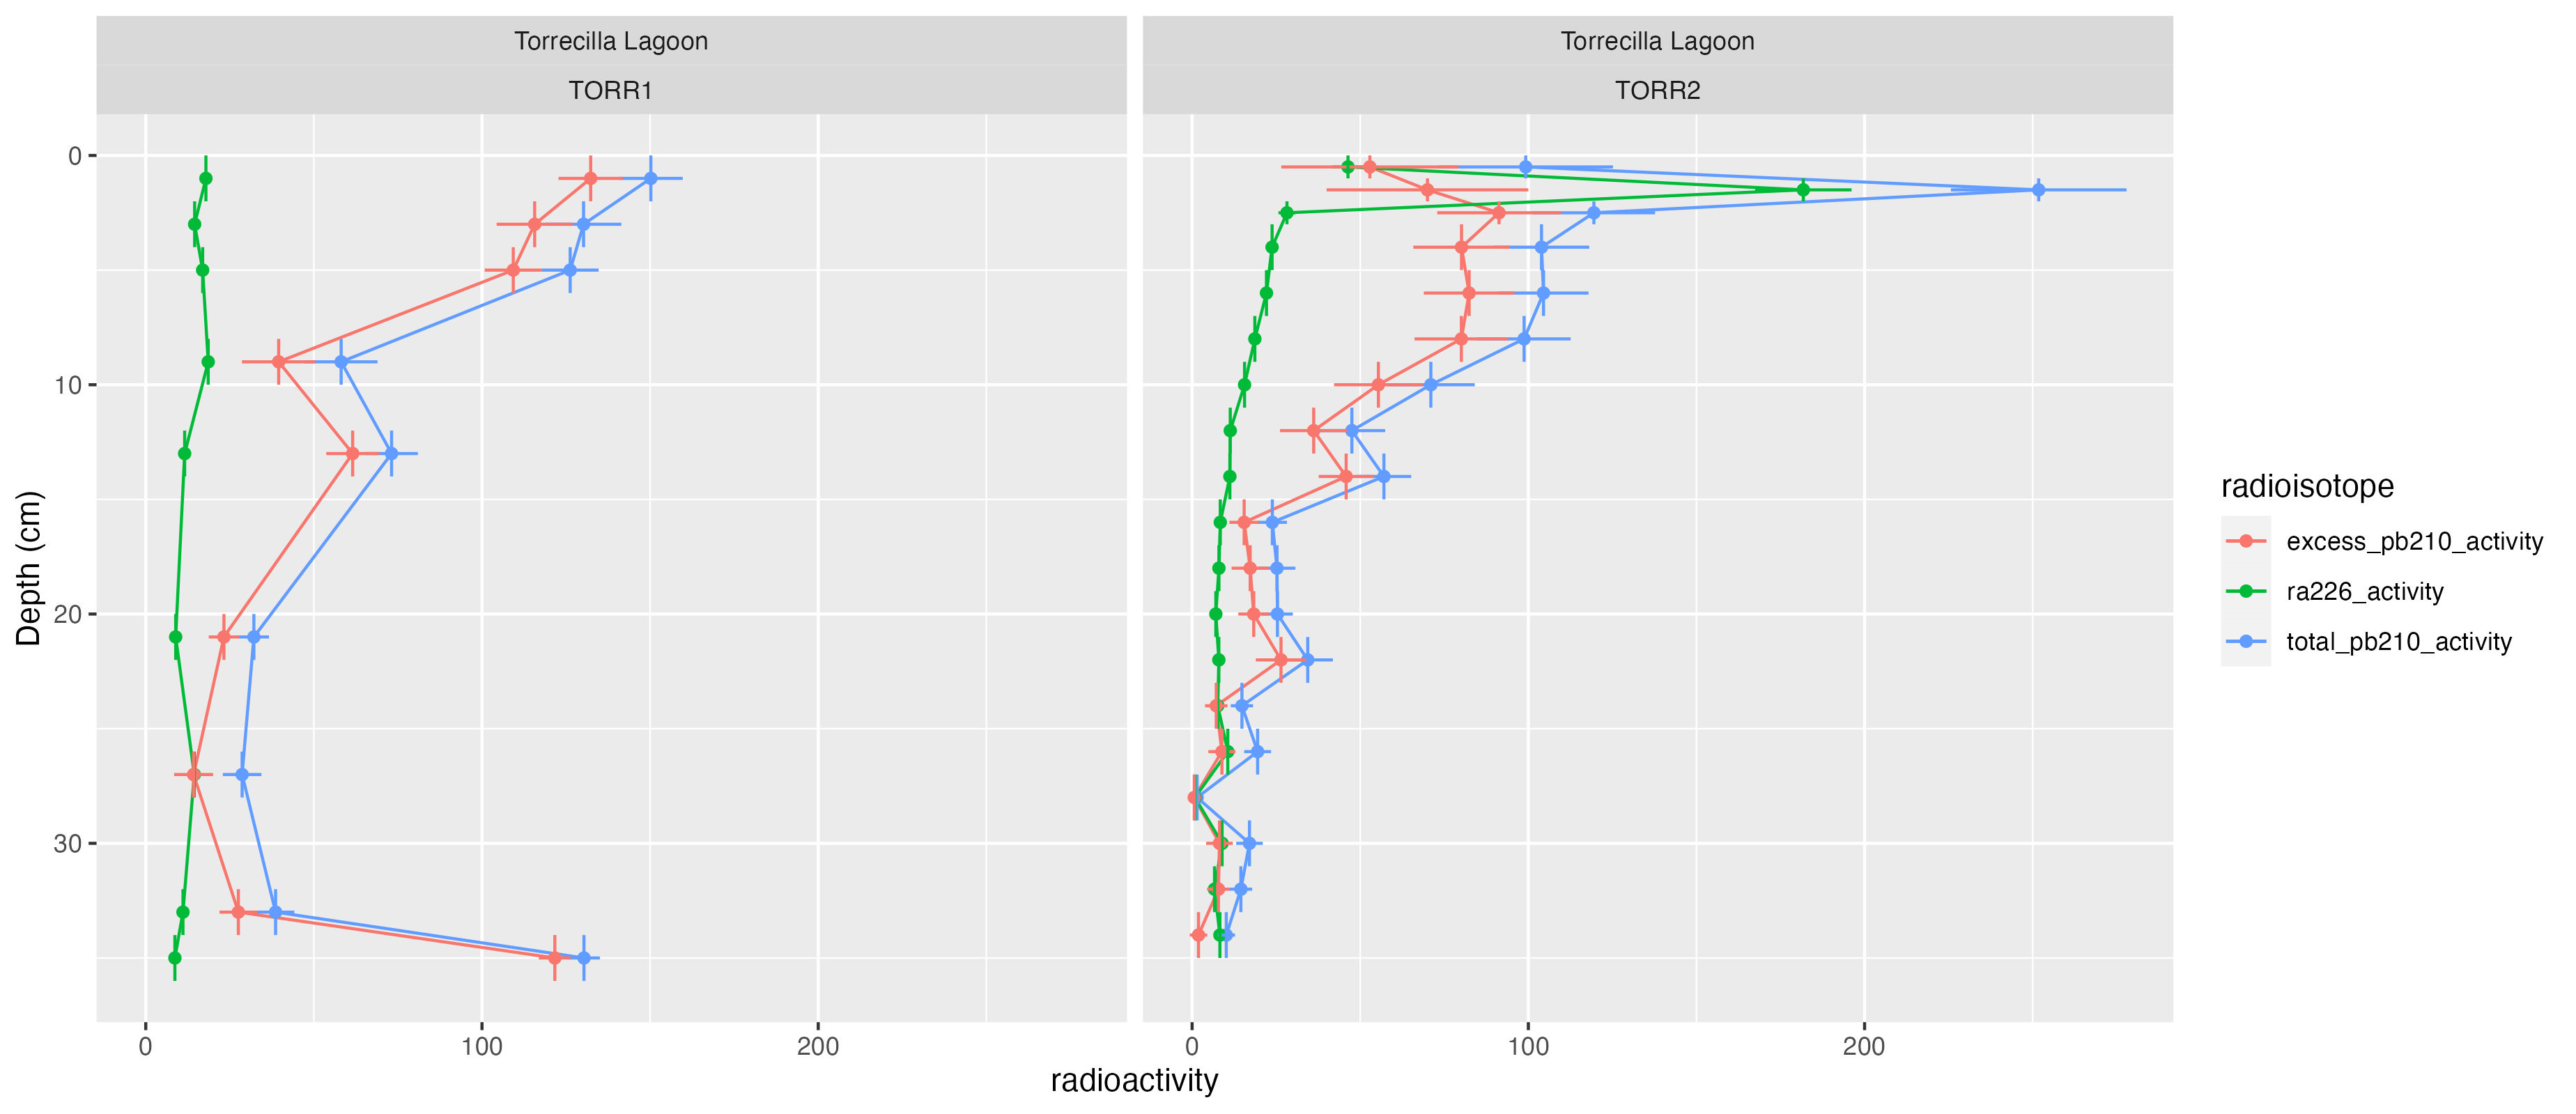 Torrecilla Lagoon
TORR1
Torrecilla Lagoon
TORR2
Depth (cm)
0
10
20
30
0
100
200
0
100
200
radioactivity
radioisotope
excess_pb210_activity
ra226_activity
total_pb210_activity